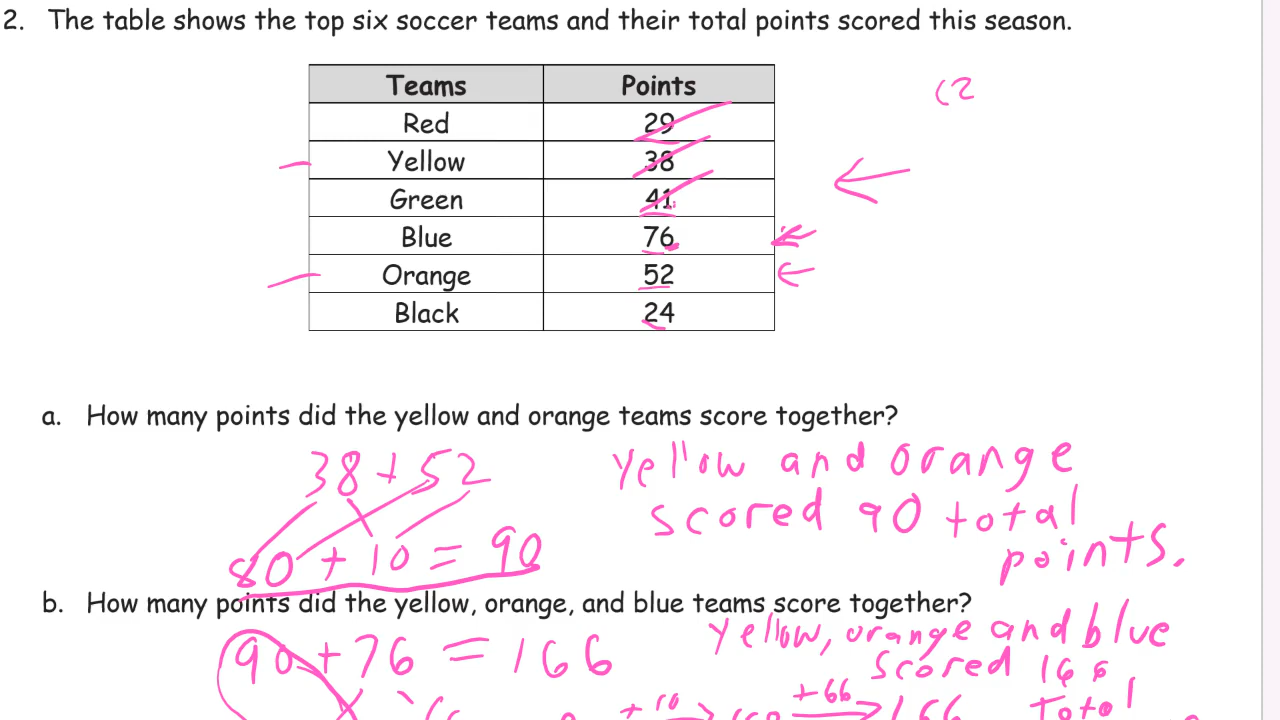 2. The table shows the top six soccer teams and their total points scored this season.
Teams Points
Red 29
Yellow 38
Green 41
Blue 76
Orange 52
Black 24
a. How many points did the yellow and orange teams score together?
38 + 52
80 + 10 = 90
Yellow and orange
scored 90 total
points.
b. How many points did the yellow, orange, and blue teams score together?
90 + 76 = 166
Yellow, orange and blue
scored 166
+10
+66
166
Total